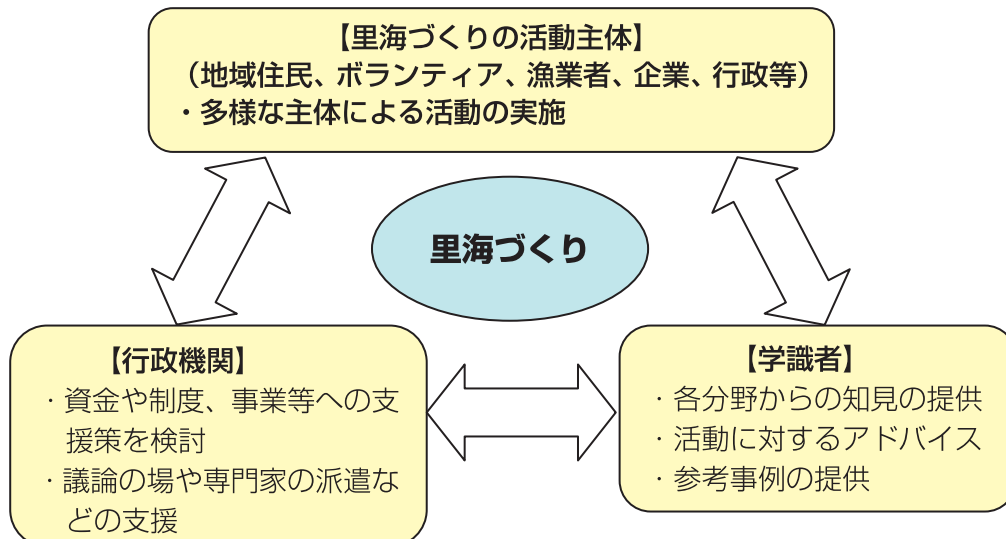 【里海づくりの活動主体】
（地域住民、ボランティア、漁業者、企業、行政等）
・多様な主体による活動の実施
里海づくり
【行政機関】
・資金や制度、事業等への支
援策を検討
・議論の場や専門家の派遣な
どの支援
【学識者】
・各分野からの知見の提供
・活動に対するアドバイス
・参考事例の提供